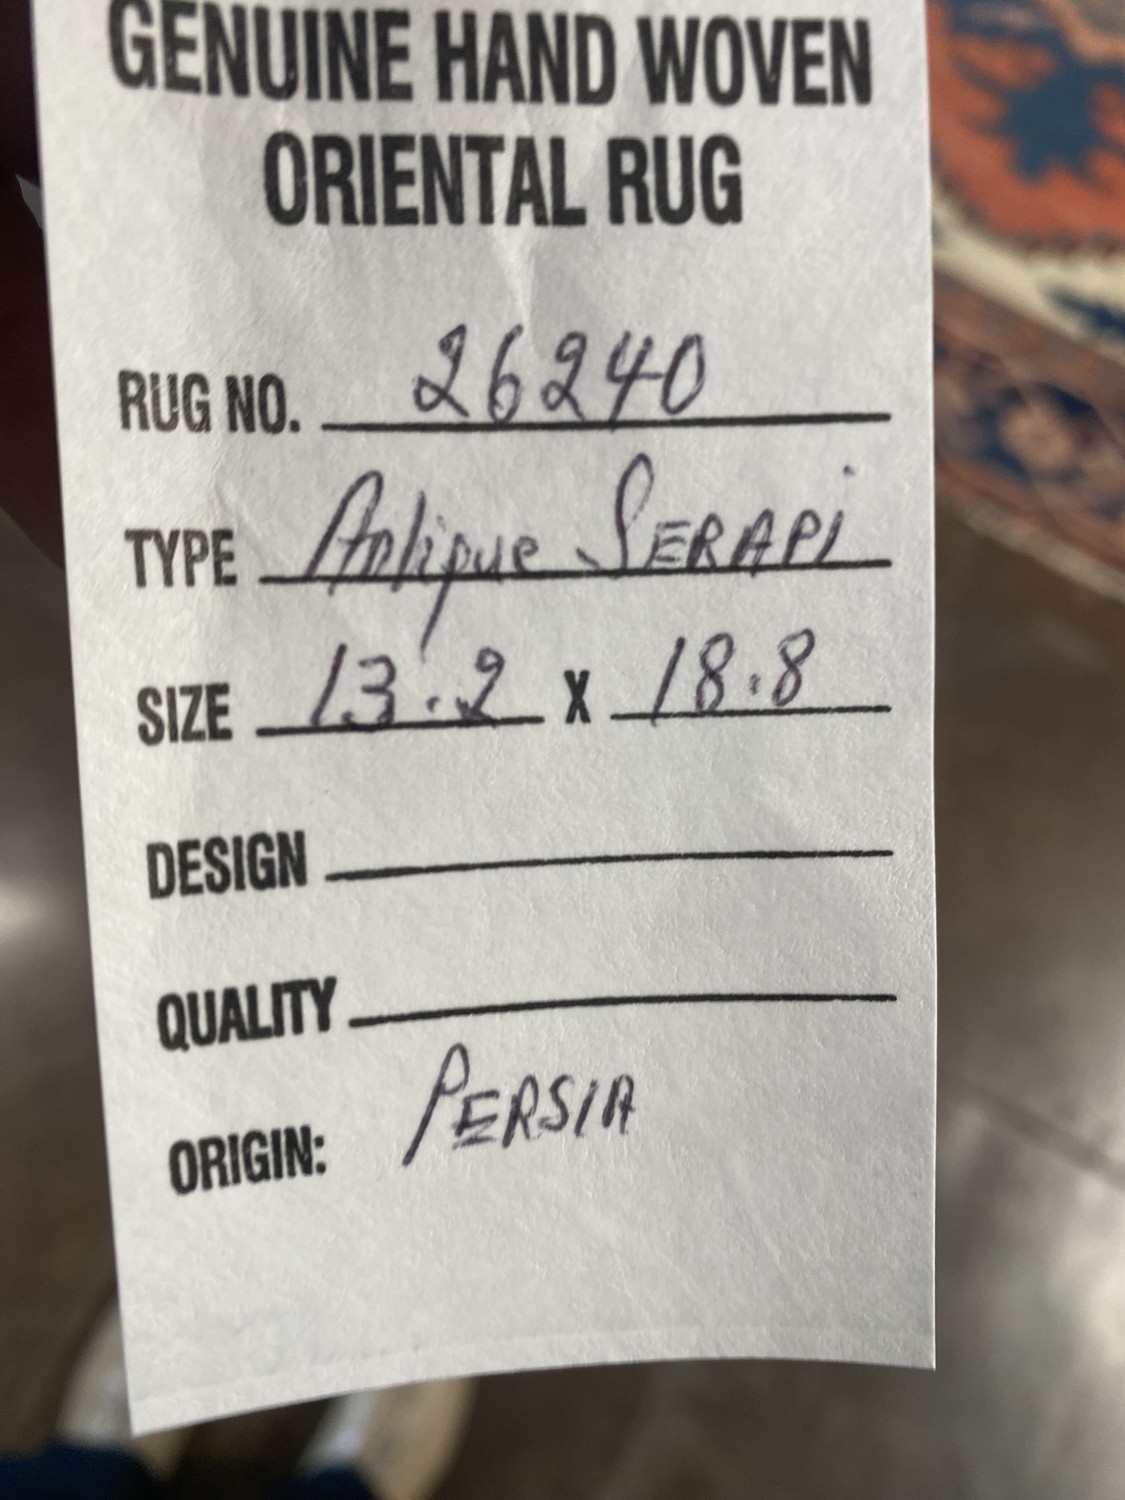 GENUINE HAND WOVEN
ORIENTAL RUG
RUG NO. 26240
TYPE Antique SERAPi
SIZE 13.2 X 18.8
DESIGN
QUALITY
ORIGIN: PERSIA